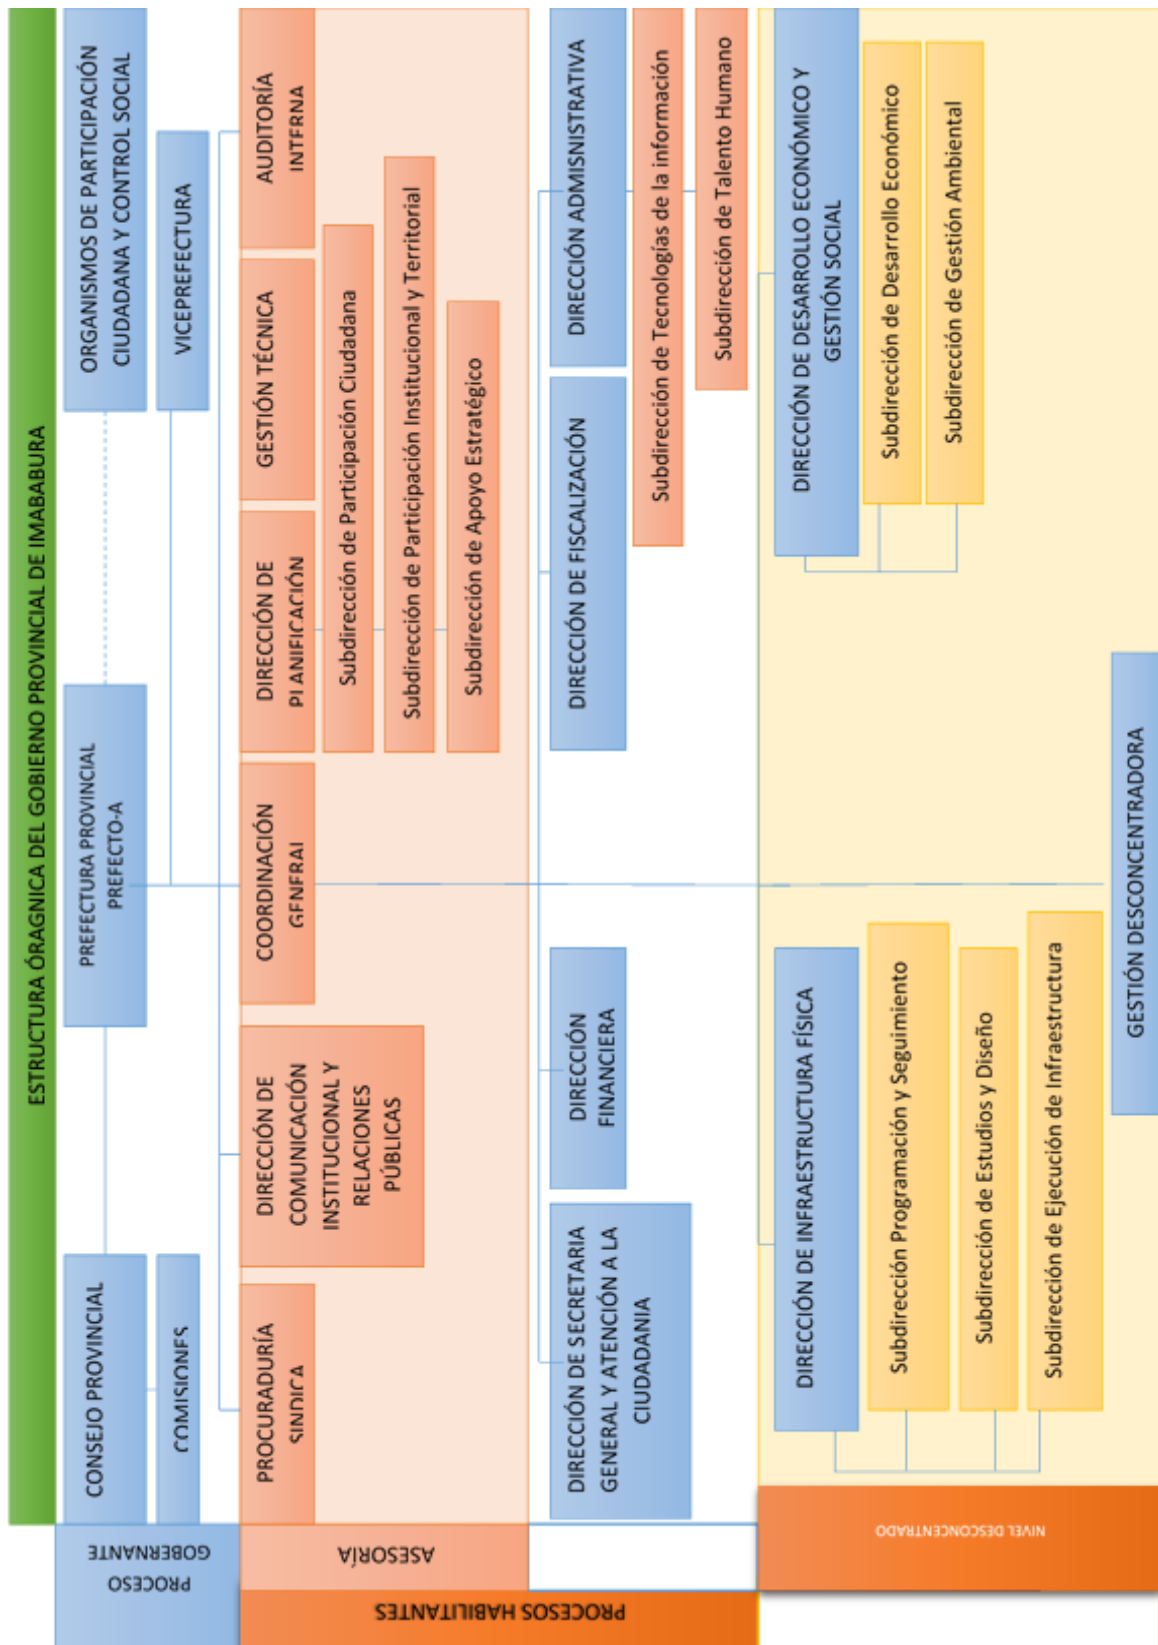 ESTRUCTURA ÓRAGNICA DEL GOBIERNO PROVINCIAL DE IMABABURA
PROCESO
GOBERNANTE
CONSEJO PROVINCIAL
COMISIONES
PREFECTURA PROVINCIAL
PREFECTO-A
ORGANISMOS DE PARTICIPACIÓN
CIUDADANA Y CONTROL SOCIAL
VICEPREFECTURA
PROCESOS HABILITANTES
ASESORÍA
PROCURADURÍA
SINDICA
DIRECCIÓN DE
COMUNICACIÓN
INSTITUCIONAL Y
RELACIONES
PÚBLICAS
COORDINACIÓN
GENERAL
DIRECCIÓN DE
PLANIFICACIÓN
GESTIÓN TÉCNICA
AUDITORÍA
INTERNA
Subdirección de Participación Ciudadana
Subdirección de Participación Institucional y Territorial
Subdirección de Apoyo Estratégico
DIRECCIÓN DE SECRETARIA
GENERAL Y ATENCIÓN A LA
CIUDADANIA
DIRECCIÓN
FINANCIERA
DIRECCIÓN DE FISCALIZACIÓN
DIRECCIÓN ADMISNISTRATIVA
Subdirección de Tecnologías de la información
Subdirección de Talento Humano
NIVEL DESCONCENTRADO
DIRECCIÓN DE INFRAESTRUCTURA FÍSICA
Subdirección Programación y Seguimiento
Subdirección de Estudios y Diseño
Subdirección de Ejecución de Infraestructura
DIRECCIÓN DE DESARROLLO ECONÓMICO Y
GESTIÓN SOCIAL
Subdirección de Desarrollo Económico
Subdirección de Gestión Ambiental
GESTIÓN DESCONCENTRADORA